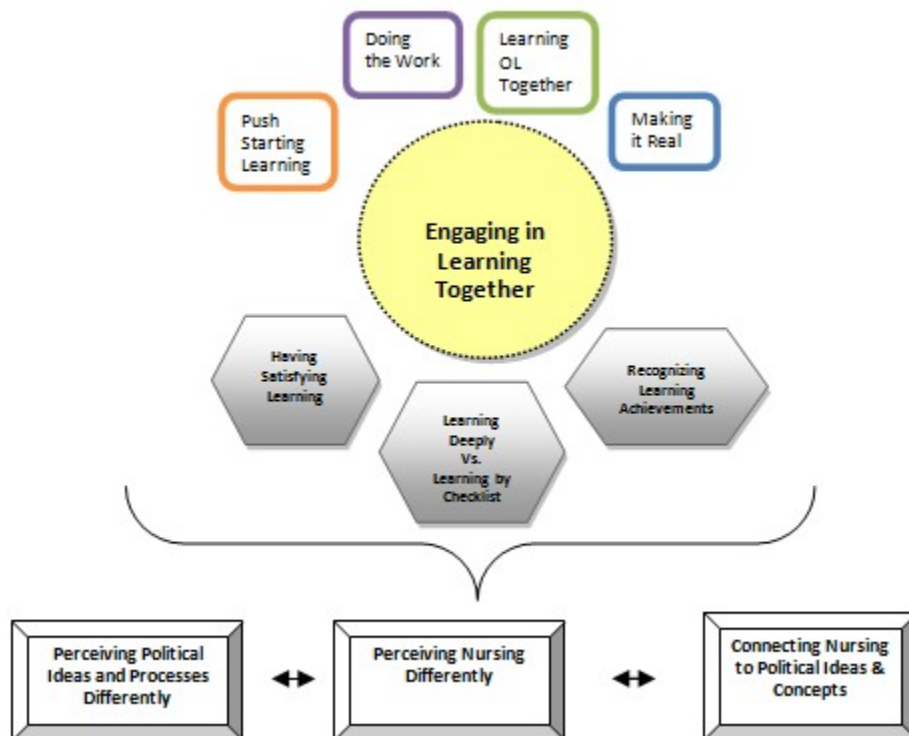 Doing
the Work
Learning
OL
Together
Push
Starting
Learning
Making
it Real
Engaging in
Learning
Together
Having
Satisfying
Learning
Recognizing
Learning
Achievements
Learning
Deeply
Vs.
Learning by
Checklist
Perceiving Political
Ideas and Processes
Differently
Perceiving Nursing
Differently
Connecting Nursing
to Political Ideas &
Concepts